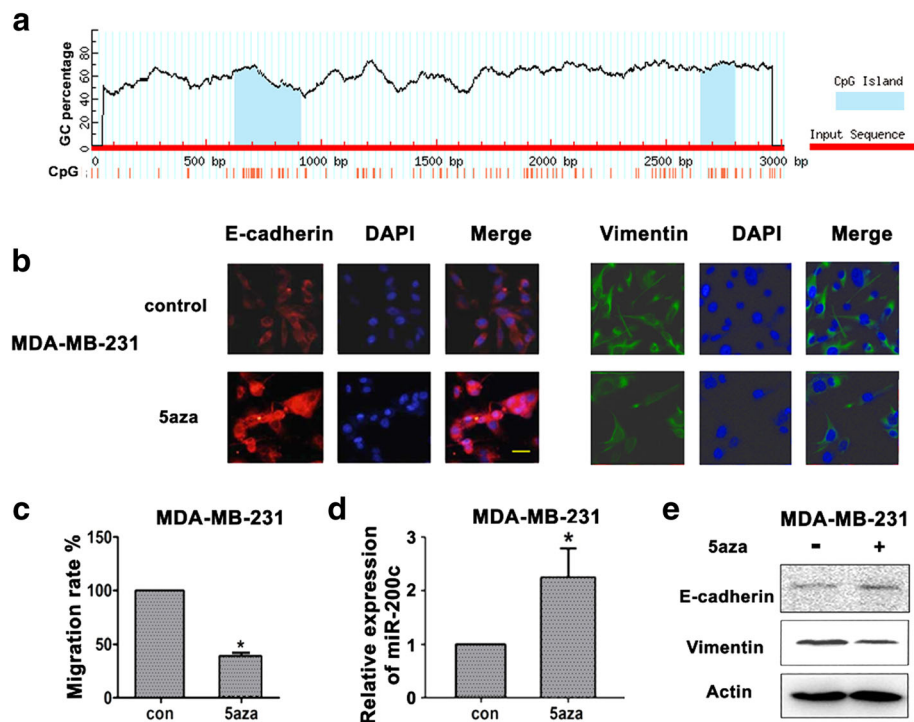 a
GC percentage
0 20 40 60 80
CpG Island
Input Sequence
0 500 bp 1000 bp 1500 bp 2000 bp 2500 bp 3000 bp
CpG
b
E-cadherin DAPI Merge Vimentin DAPI Merge
control
MDA-MB-231
5aza
c
MDA-MB-231
Migration rate %
150
100
50
0
con 5aza
*
d
MDA-MB-231
Relative expression
of miR-200c
3
2
1
0
con 5aza
*
e
MDA-MB-231
5aza - +
E-cadherin
Vimentin
Actin